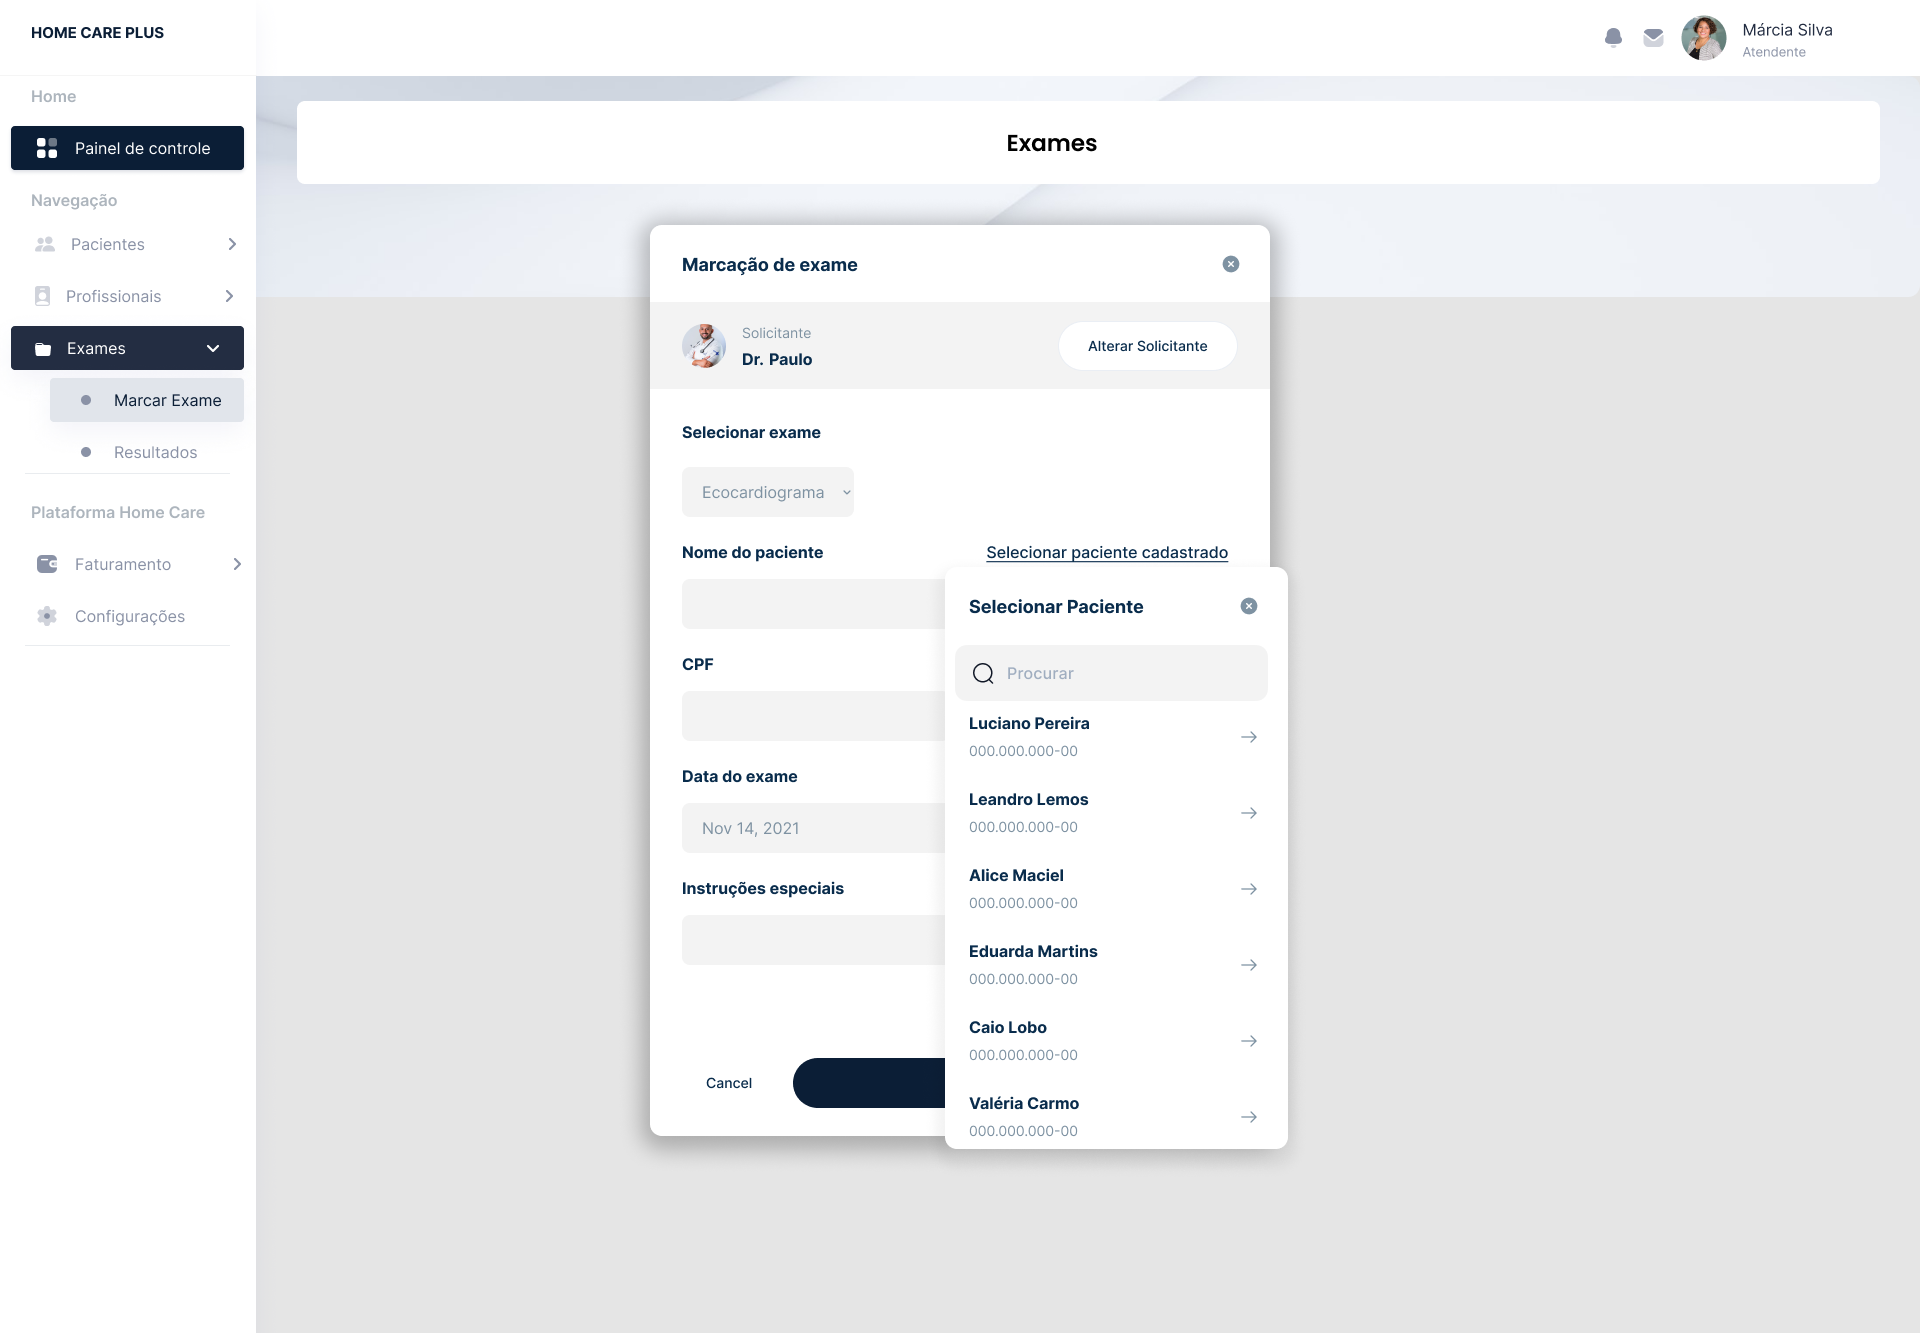 HOME CARE PLUS
Márcia Silva
Atendente
Home
Painel de controle
Navegação
Pacientes
Profissionais
Exames
Marcar Exame
Resultados
Plataforma Home Care
Faturamento
Configurações
Exames
Marcação de exame
Solicitante
Dr. Paulo
Alterar Solicitante
Selecionar exame
Ecocardiograma
Nome do paciente
Selecionar paciente cadastrado
CPF
Data do exame
Nov 14, 2021
Instruções especiais
Cancel
Selecionar Paciente
Procurar
Luciano Pereira
000.000.000-00
Leandro Lemos
000.000.000-00
Alice Maciel
000.000.000-00
Eduarda Martins
000.000.000-00
Caio Lobo
000.000.000-00
Valéria Carmo
000.000.000-00